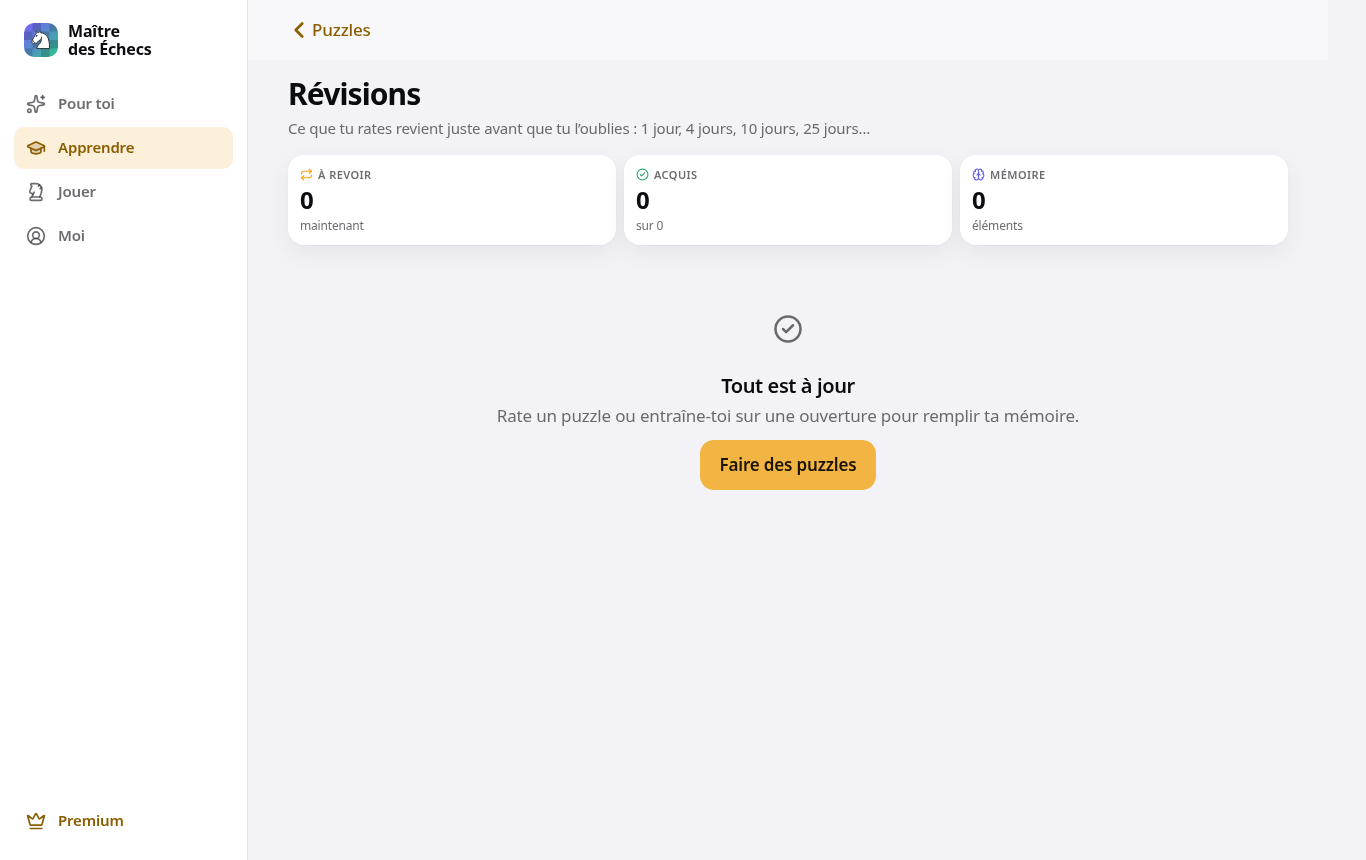 Maître
des Échecs
Pour toi
Apprendre
Jouer
Moi
Premium
Puzzles
Révisions
Ce que tu rates revient juste avant que tu l’oublies : 1 jour, 4 jours, 10 jours, 25 jours…
À REVOIR
0
maintenant
ACQUIS
0
sur 0
MÉMOIRE
0
éléments
Tout est à jour
Rate un puzzle ou entraîne-toi sur une ouverture pour remplir ta mémoire.
Faire des puzzles